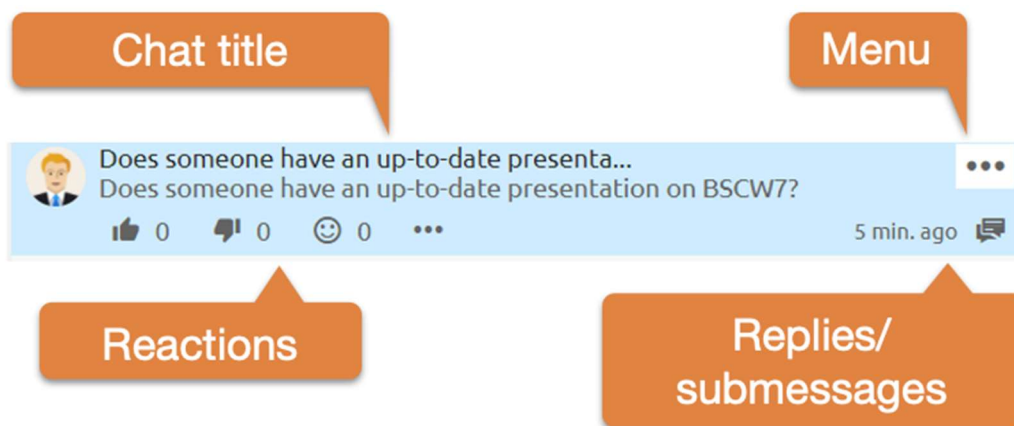 Chat title
Menu
Does someone have an up-to-date presenta...
Does someone have an up-to-date presentation on BSCW7?
0 0 0 5 min. ago
Reactions
Replies/
submessages